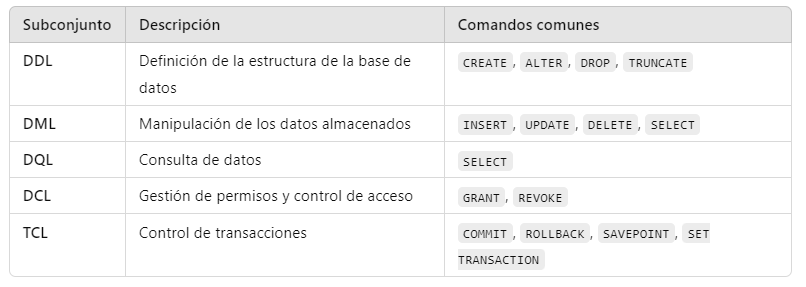 Subconjunto Descripción Comandos comunes
DDL Definición de la estructura de la base de datos CREATE, ALTER, DROP, TRUNCATE
DML Manipulación de los datos almacenados INSERT, UPDATE, DELETE, SELECT
DQL Consulta de datos SELECT
DCL Gestión de permisos y control de acceso GRANT, REVOKE
TCL Control de transacciones COMMIT, ROLLBACK, SAVEPOINT, SET
TRANSACTION